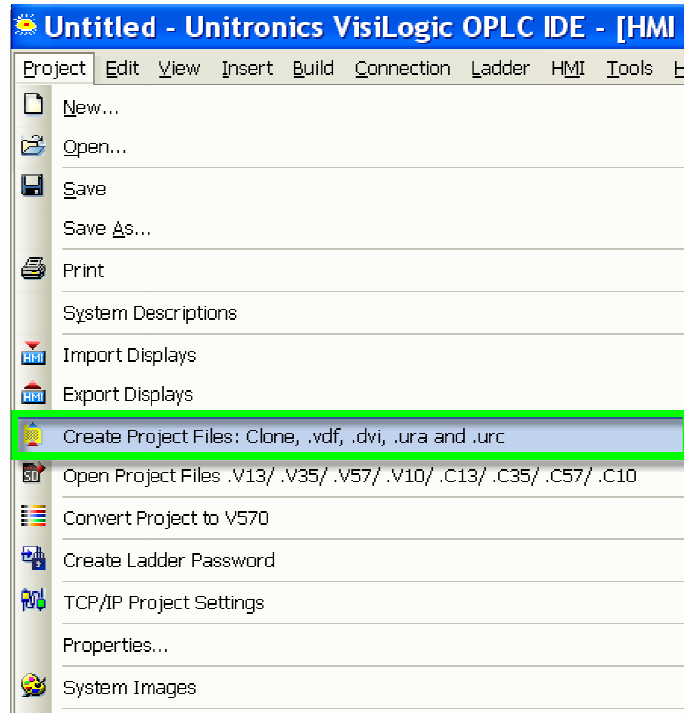 Untitled - Unitronics VisiLogic OPLC IDE - [HMI
Project Edit View Insert Build Connection Ladder HMI Tools H
New...
Open...
Save
Save As...
Print
System Descriptions
HMI Import Displays
HMI Export Displays
Create Project Files: Clone, .vdf, .dvi, .ura and .urc
SD Open Project Files .V13/ .V35/ .V57/ .V10/ .C13/ .C35/ .C57/ .C10
Convert Project to V570
Create Ladder Password
TCP/IP Project Settings
Properties...
System Images